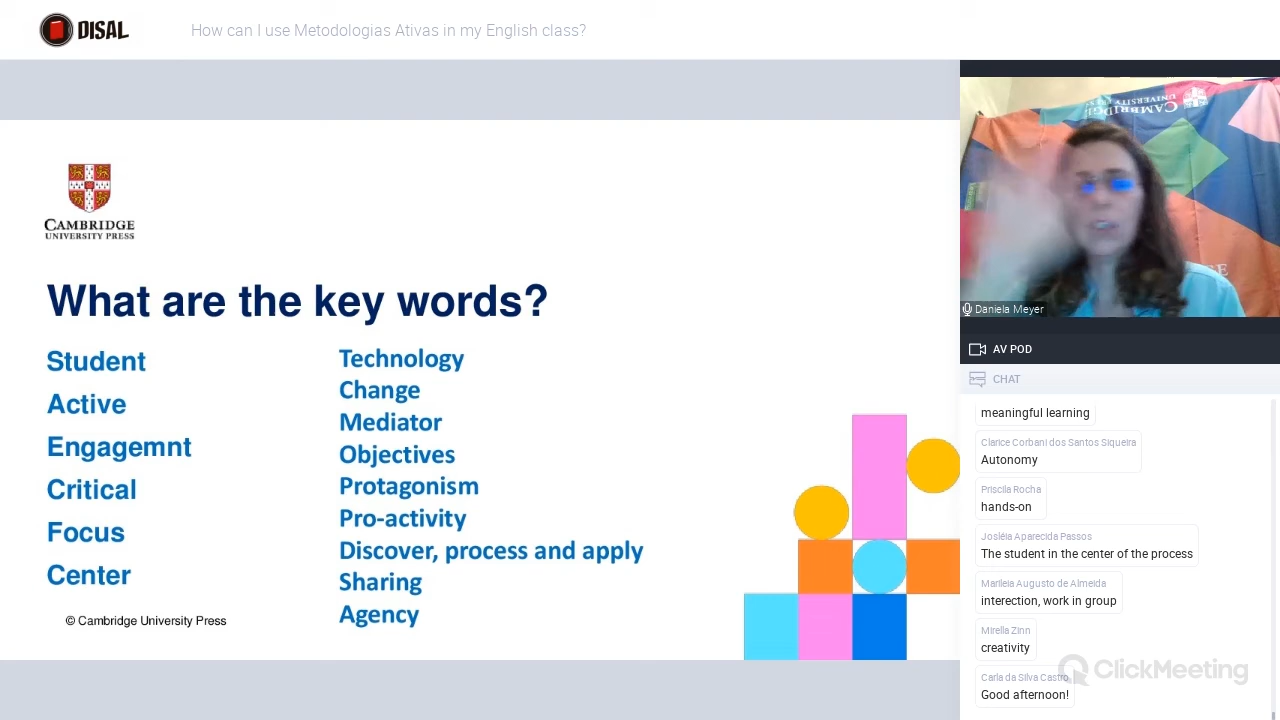 DISAL
How can I use Metodologias Ativas in my English class?
CAMBRIDGE
UNIVERSITY PRESS
What are the key words?
Student
Active
Engagemnt
Critical
Focus
Center
Technology
Change
Mediator
Objectives
Protagonism
Pro-activity
Discover, process and apply
Sharing
Agency
© Cambridge University Press
CAMBRIDGE
Daniela Meyer
AV POD
CHAT
meaningful learning
Clarice Corbani dos Santos Siqueira
Autonomy
Priscila Rocha
hands-on
Josléia Aparecida Passos
The student in the center of the process
Marileia Augusto de Almeida
interection, work in group
Mirella Zinn
creativity
Carla da Silva Castro
Good afternoon!
ClickMeeting